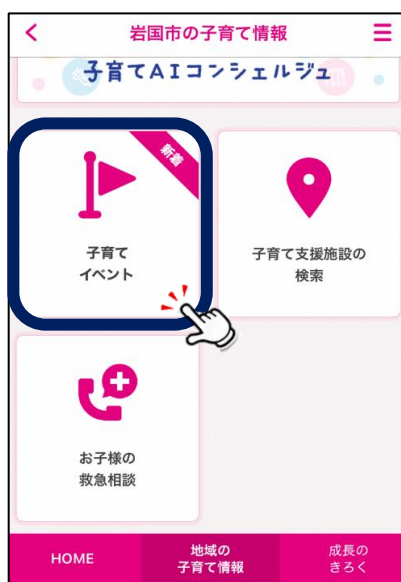 岩国市の子育て情報
子育てAIコンシェルジュ
新着
子育て
イベント
子育て支援施設の
検索
お子様の
救急相談
HOME
地域の
子育て情報
成長の
きろく